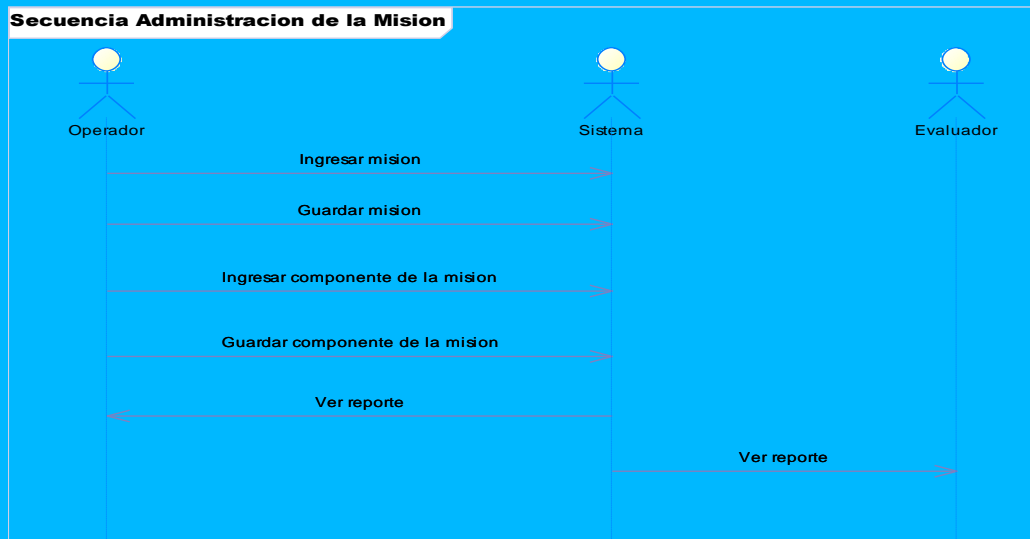 Secuencia Administracion de la Mision
Operador
Sistema
Evaluador
Ingresar mision
Guardar mision
Ingresar componente de la mision
Guardar componente de la mision
Ver reporte
Ver reporte